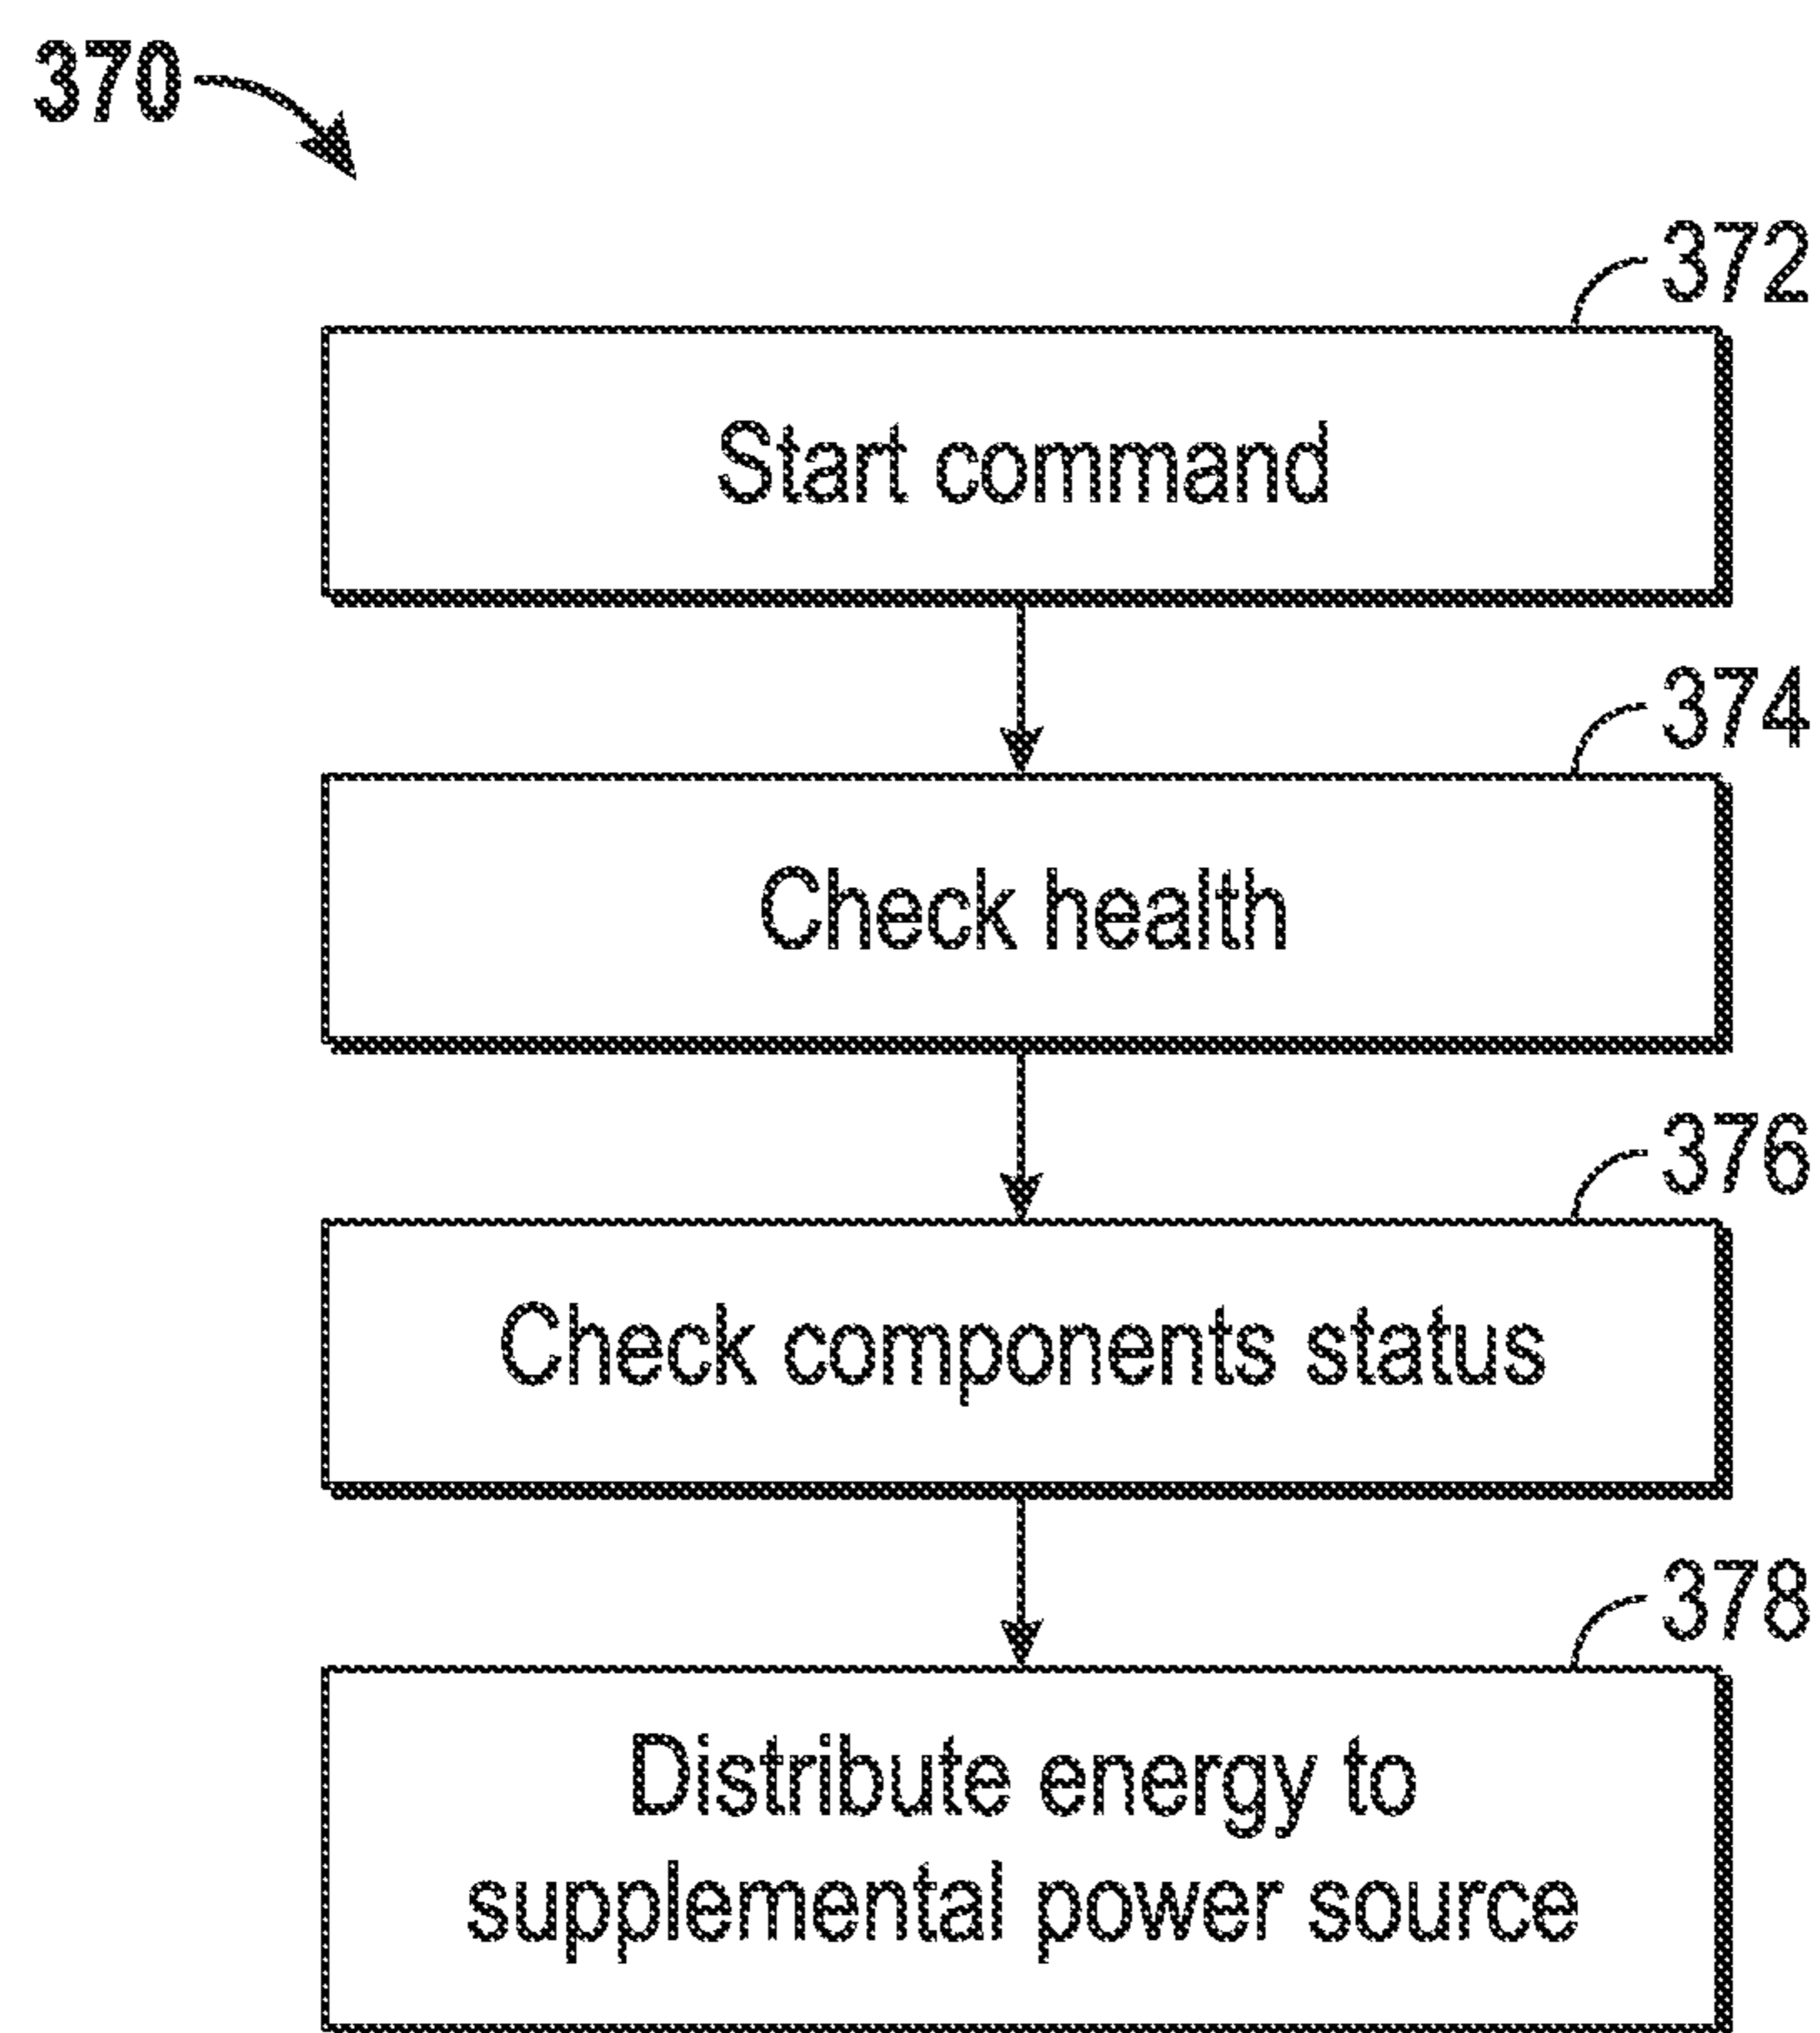 370
372
Start command
374
Check health
376
Check components status
378
Distribute energy to
supplemental power source